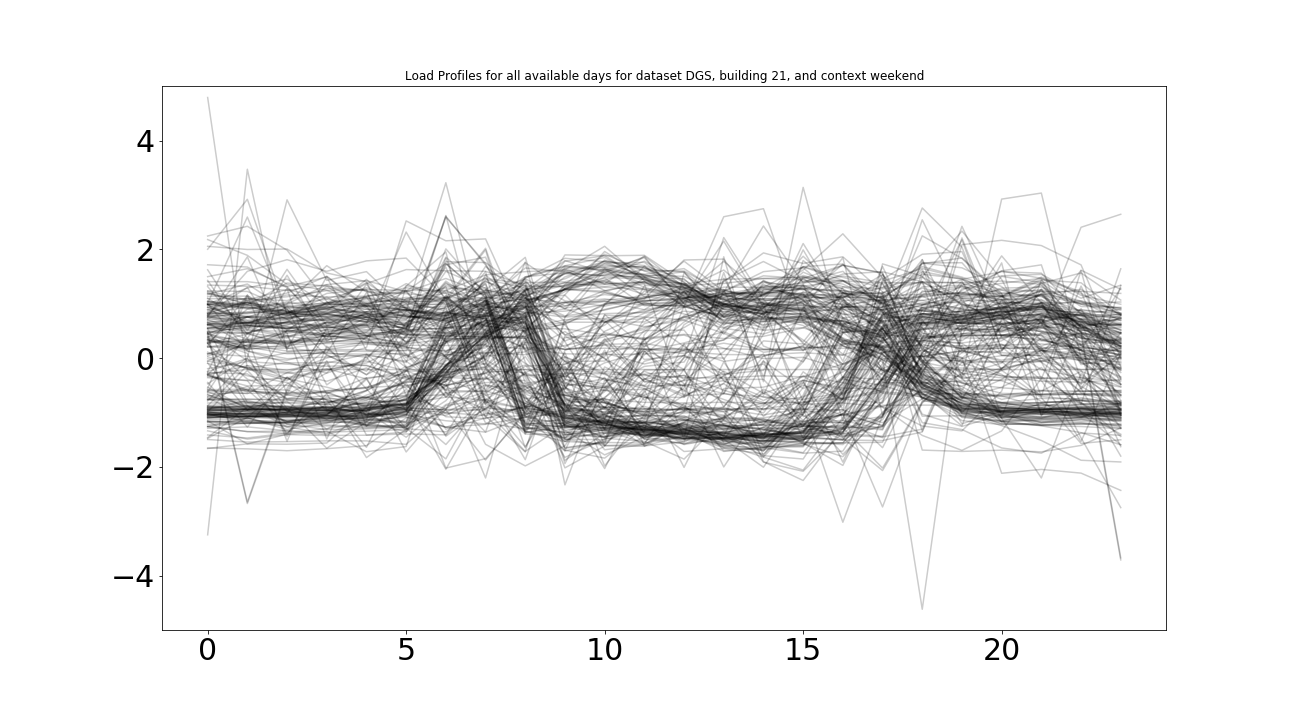 Load Profiles for all available days for dataset DGS, building 21, and context weekend
4
2
0
−2
−4
0 5 10 15 20